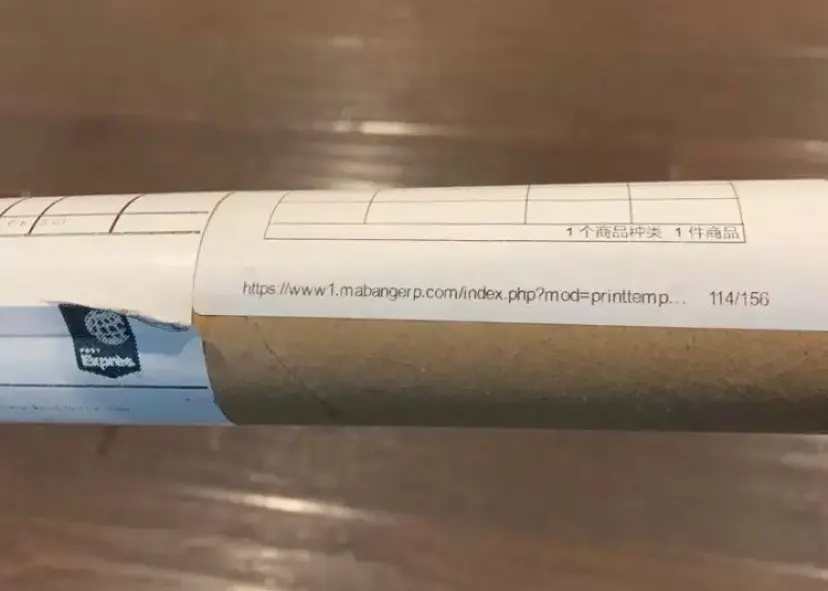 1 个商品种类 1 件商品
https://www1.mabangerp.com/index.php?mod=printtemp... 114/156
Express